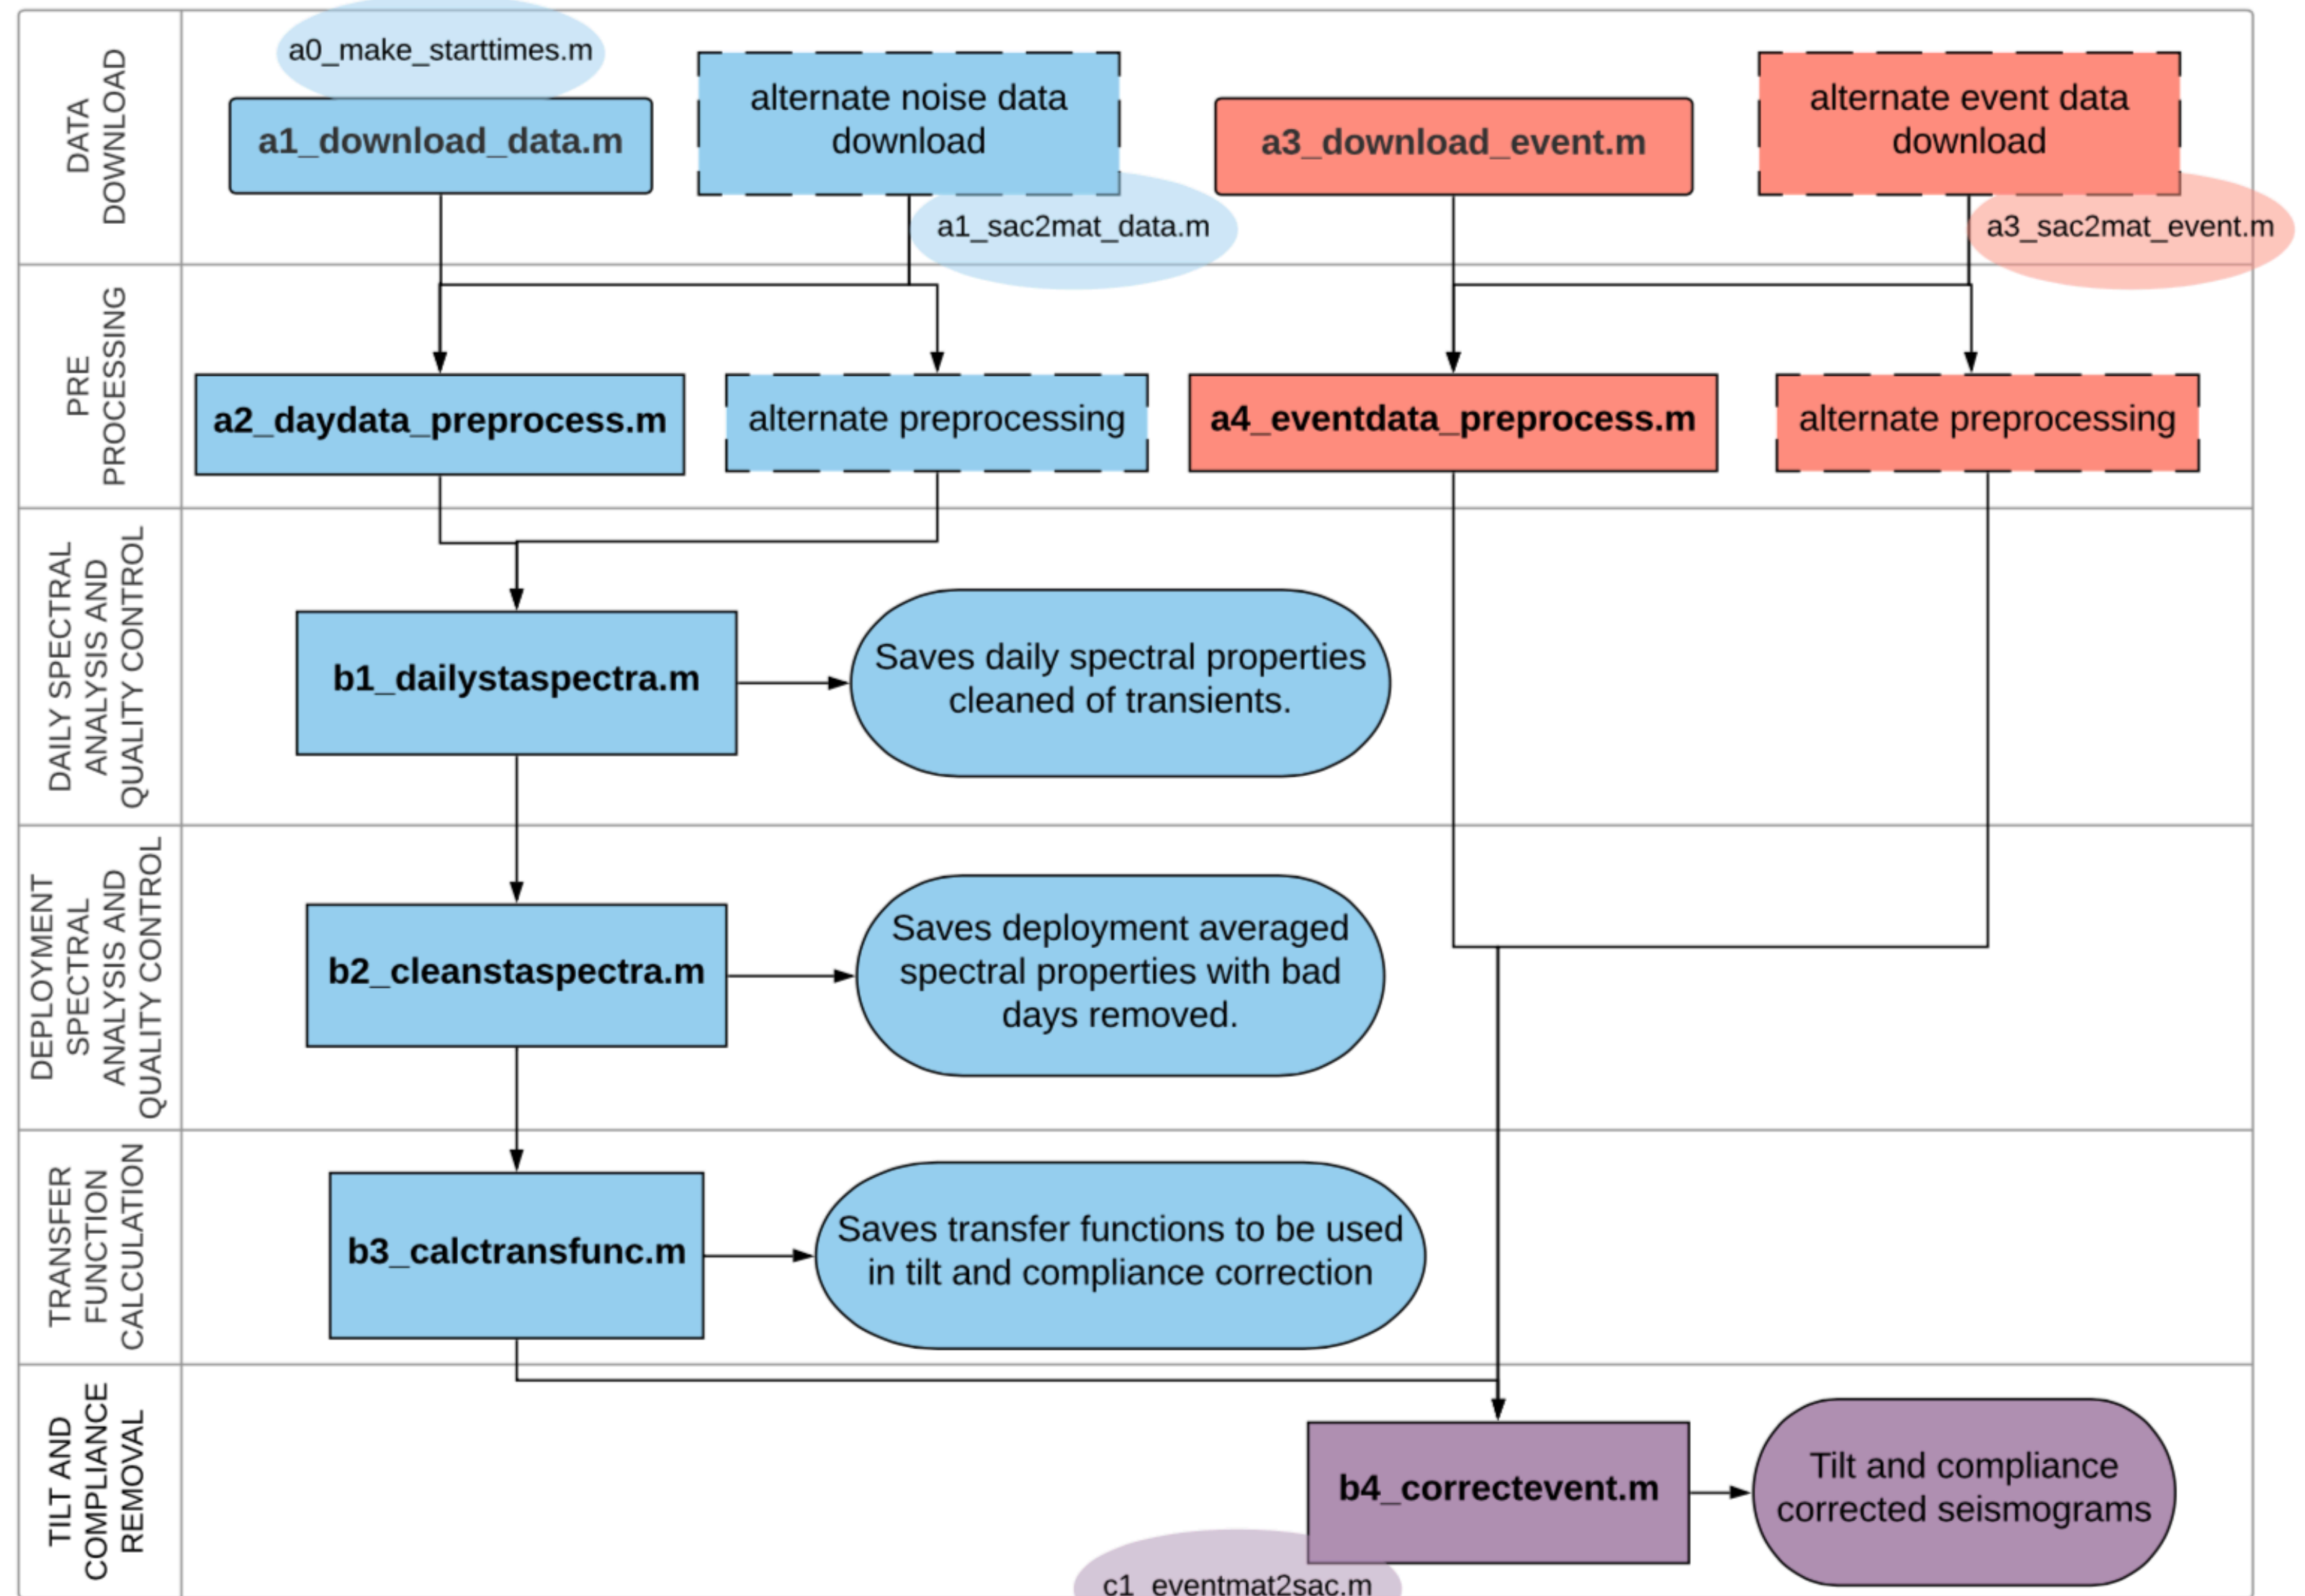 DATA
DOWNLOAD
a0_make_starttimes.m
a1_download_data.m
alternate noise data
download
a1_sac2mat_data.m
a3_download_event.m
alternate event data
download
a3_sac2mat_event.m
PRE
PROCESSING
a2_daydata_preprocess.m
alternate preprocessing
a4_eventdata_preprocess.m
alternate preprocessing
DAILY SPECTRAL
ANALYSIS AND
QUALITY CONTROL
b1_dailystaspectra.m
Saves daily spectral properties
cleaned of transients.
DEPLOYMENT
SPECTRAL
ANALYSIS AND
QUALITY CONTROL
b2_cleanstaspectra.m
Saves deployment averaged
spectral properties with bad
days removed.
TRANSFER
FUNCTION
CALCULATION
b3_calctransfunc.m
Saves transfer functions to be used
in tilt and compliance correction
TILT AND
COMPLIANCE
REMOVAL
b4_correctevent.m
Tilt and compliance
corrected seismograms
c1_eventmat2sac.m